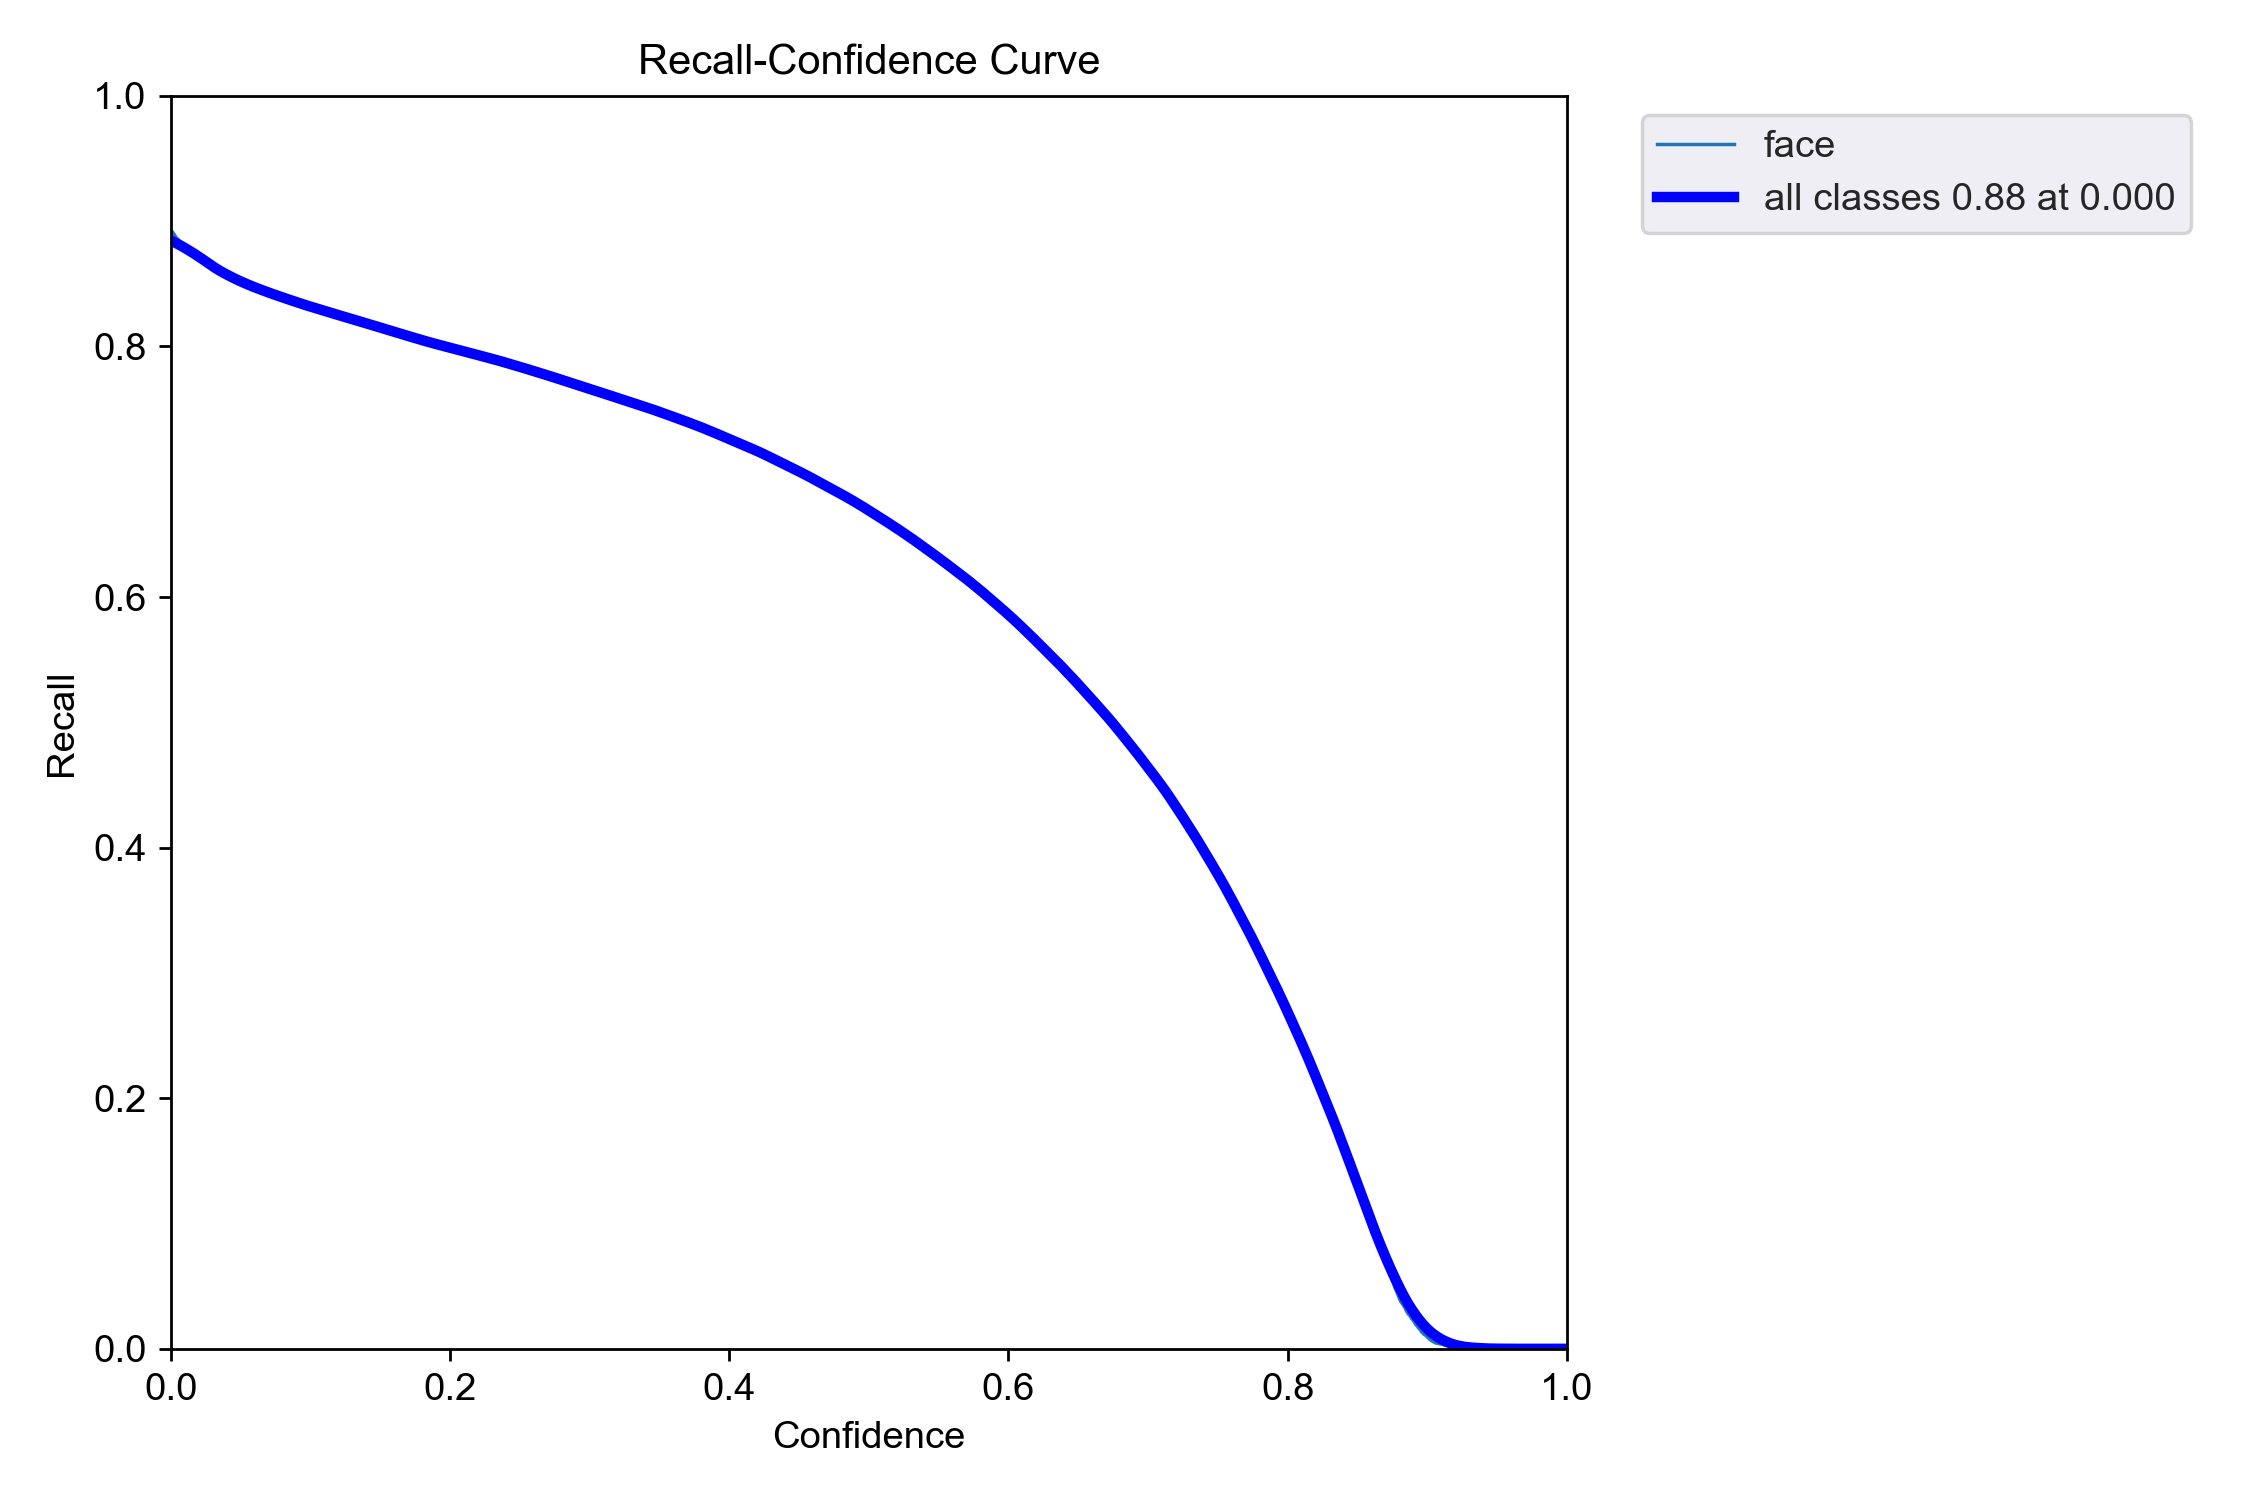 Recall-Confidence Curve
1.0
0.8
0.6
0.4
0.2
0.0
Recall
0.0 0.2 0.4 0.6 0.8 1.0
Confidence
face
all classes 0.88 at 0.000